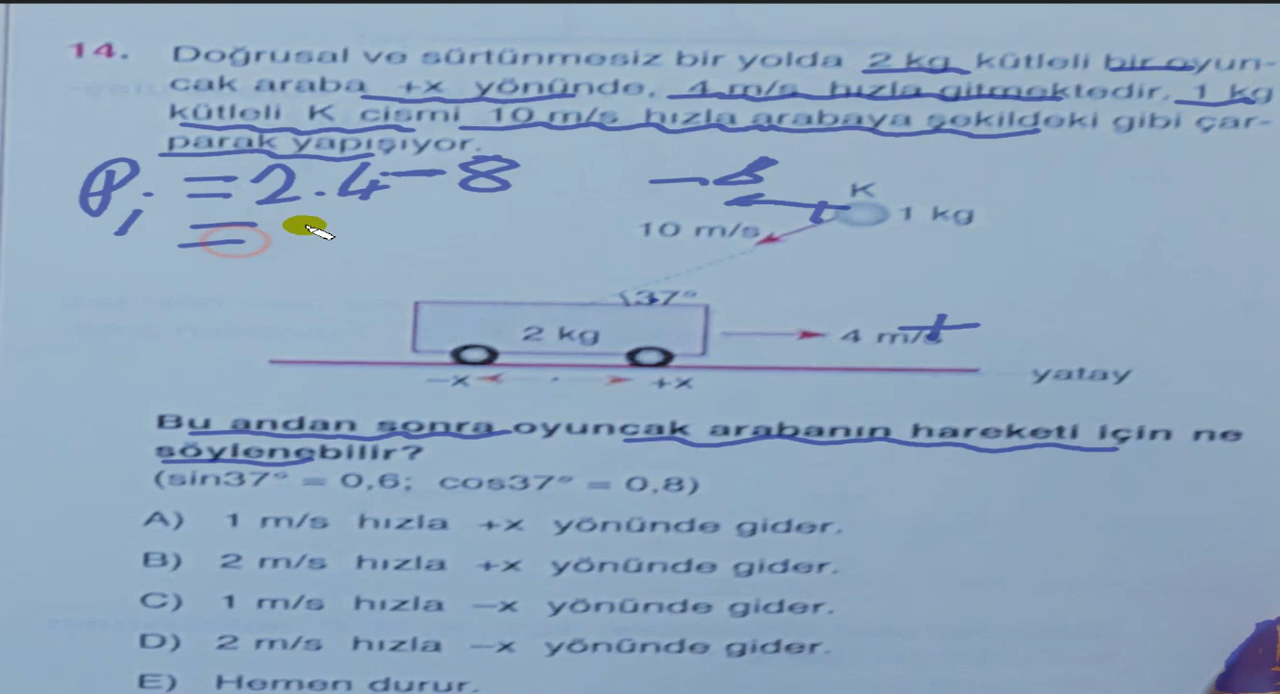 14. Doğrusal ve sürtünmesiz bir yolda 2 kg kütleli bir oyun-
cak araba +x yönünde, 4 m/s hızla gitmektedir. 1 kg
kütleli K cismi 10 m/s hızla arabaya şekildeki gibi çar-
parak yapışıyor.
P_i = 2.4 - 8
=
-8
K
1 kg
10 m/s
37°
2 kg
4 m/s
+
-x +x
yatay
Bu andan sonra oyuncak arabanın hareketi için ne
söylenebilir?
(sin37° = 0,6; cos37° = 0,8)
A) 1 m/s hızla +x yönünde gider.
B) 2 m/s hızla +x yönünde gider.
C) 1 m/s hızla -x yönünde gider.
D) 2 m/s hızla -x yönünde gider.
E) Hemen durur.